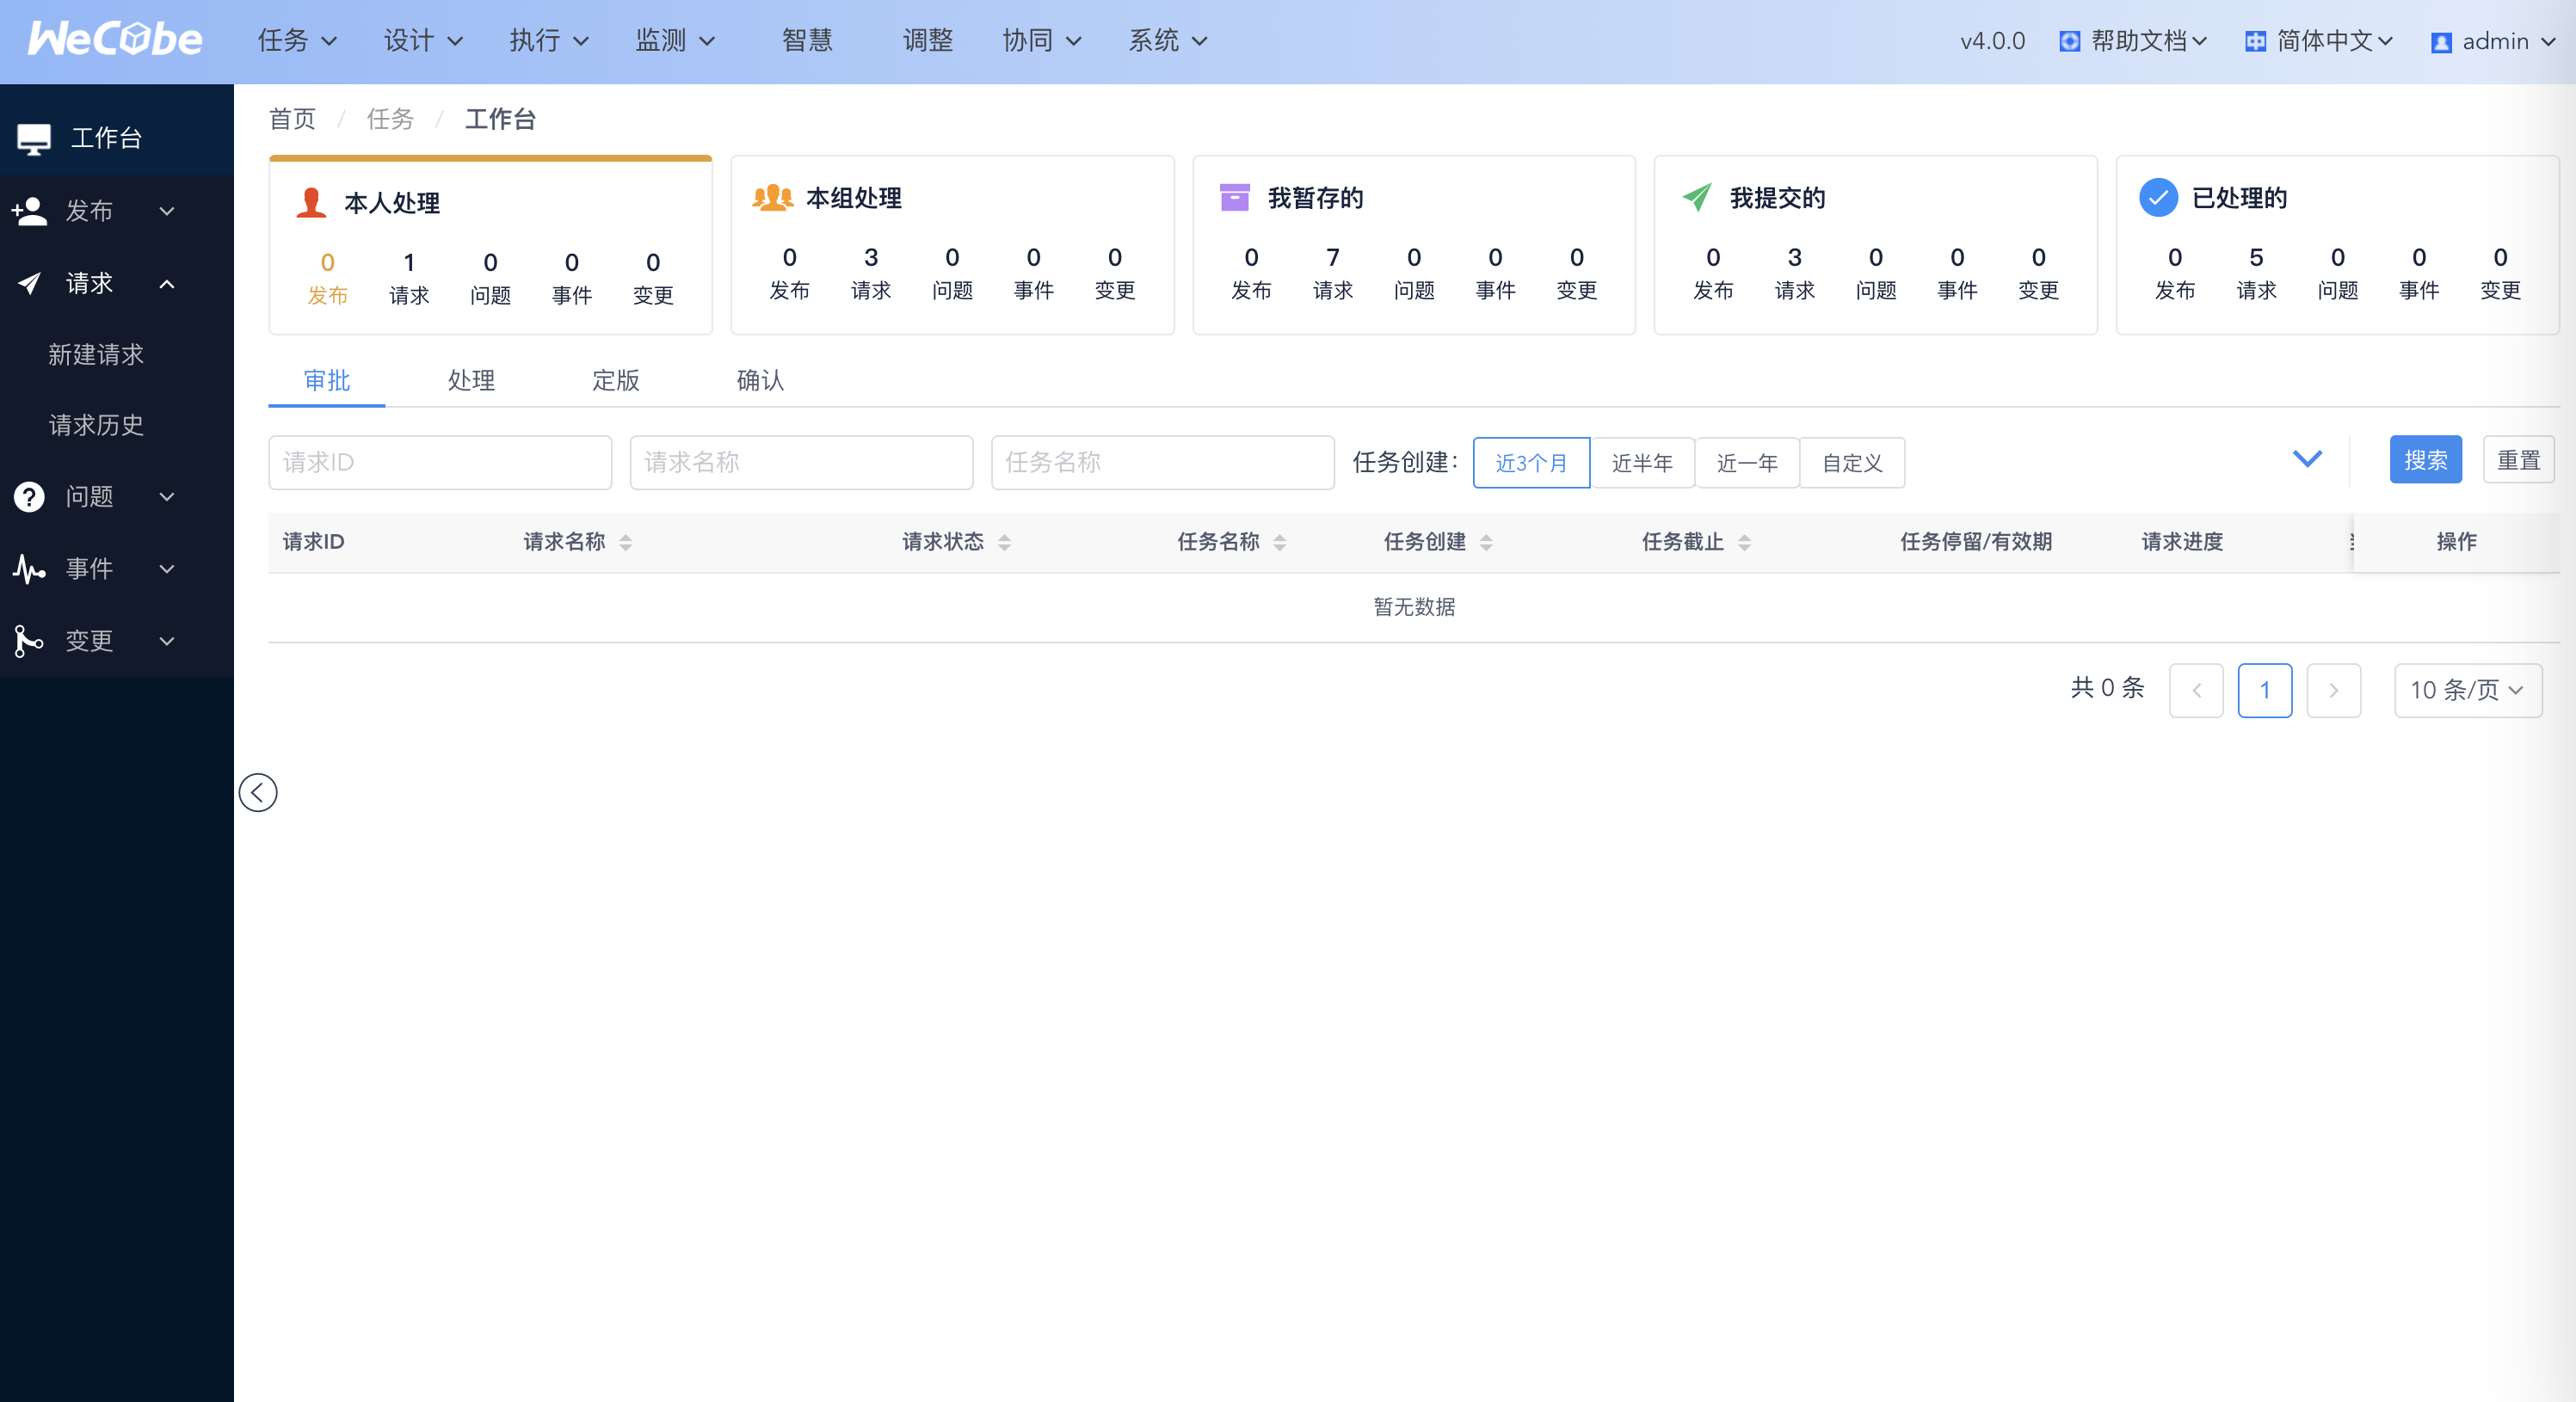 WeCube 任务 设计 执行 监测 智慧 调整 协同 系统 v4.0.0 帮助文档 简体中文 admin
工作台
发布
请求
新建请求
请求历史
问题
事件
变更
首页 / 任务 / 工作台
本人处理
0 1 0 0 0
发布 请求 问题 事件 变更
本组处理
0 3 0 0 0
发布 请求 问题 事件 变更
我暂存的
0 7 0 0 0
发布 请求 问题 事件 变更
我提交的
0 3 0 0 0
发布 请求 问题 事件 变更
已处理的
0 5 0 0 0
发布 请求 问题 事件 变更
审批 处理 定版 确认
请求ID 请求名称 任务名称 任务创建: 近3个月 近半年 近一年 自定义 搜索 重置
请求ID 请求名称 请求状态 任务名称 任务创建 任务截止 任务停留/有效期 请求进度 操作
暂无数据
共 0 条 1 10 条/页